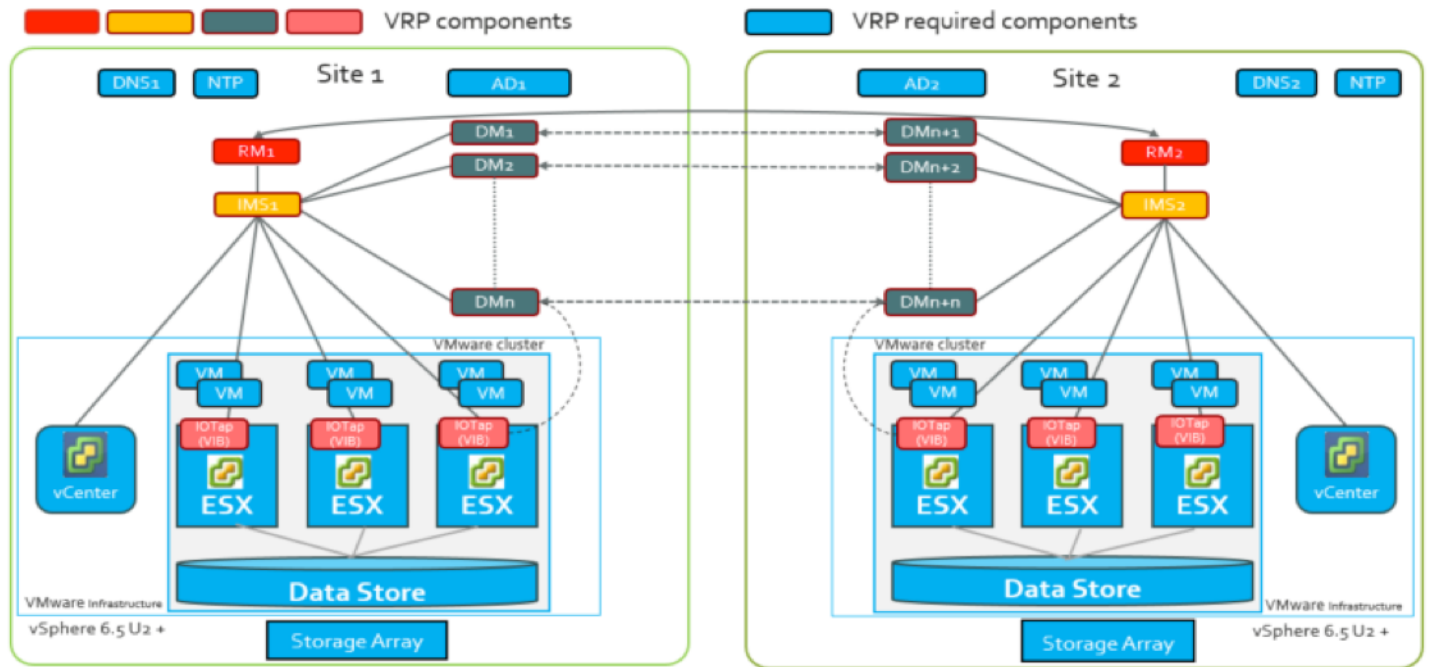 VRP components
VRP required components
Site 1
DNS1
NTP
AD1
AD2
Site 2
DNS2
NTP
RM1
DM1
DMn+1
RM2
DM2
DMn+2
IMS1
IMS2
DMn
DMn+n
VMware cluster
VMware cluster
VM
VM
VM
VM
VM
VM
VM
VM
VM
VM
VM
VM
IOTap
(VIB)
IOTap
(VIB)
IOTap
(VIB)
IOTap
(VIB)
IOTap
(VIB)
IOTap
(VIB)
vCenter
ESX
ESX
ESX
ESX
ESX
ESX
vCenter
Data Store
Data Store
VMware Infrastructure
VMware Infrastructure
vSphere 6.5 U2 +
vSphere 6.5 U2 +
Storage Array
Storage Array